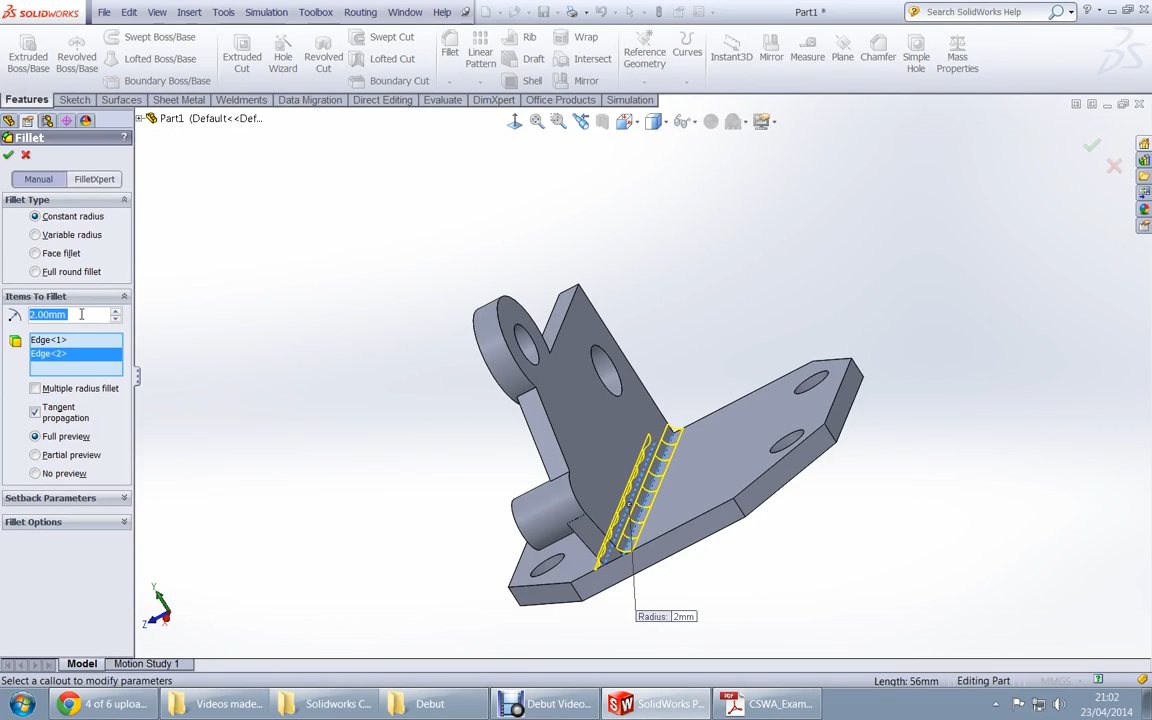 SOLIDWORKS File Edit View Insert Tools Simulation Toolbox Routing Window Help Part1 * Search SolidWorks Help
Extruded Boss/Base Revolved Boss/Base Swept Boss/Base Lofted Boss/Base Boundary Boss/Base Extruded Cut Hole Wizard Revolved Cut Swept Cut Lofted Cut Boundary Cut Fillet Linear Pattern Rib Draft Shell Wrap Intersect Mirror Reference Geometry Curves Instant3D Mirror Measure Plane Chamfer Simple Hole Mass Properties
Features Sketch Surfaces Sheet Metal Weldments Data Migration Direct Editing Evaluate DimXpert Office Products Simulation
Part1 (Default<<Def...
Fillet ?
Manual FilletXpert
Fillet Type
Constant radius
Variable radius
Face fillet
Full round fillet
Items To Fillet
2.00mm
Edge<1>
Edge<2>
Multiple radius fillet
Tangent
propagation
Full preview
Partial preview
No preview
Setback Parameters
Fillet Options
Y
Z
X
Radius: 2mm
Model Motion Study 1
Select a callout to modify parameters Length: 56mm Editing Part MMGS
4 of 6 uploa... Videos made... Solidworks C... Debut Debut Video... SolidWorks P... CSWA_Exam... 21:02
23/04/2014